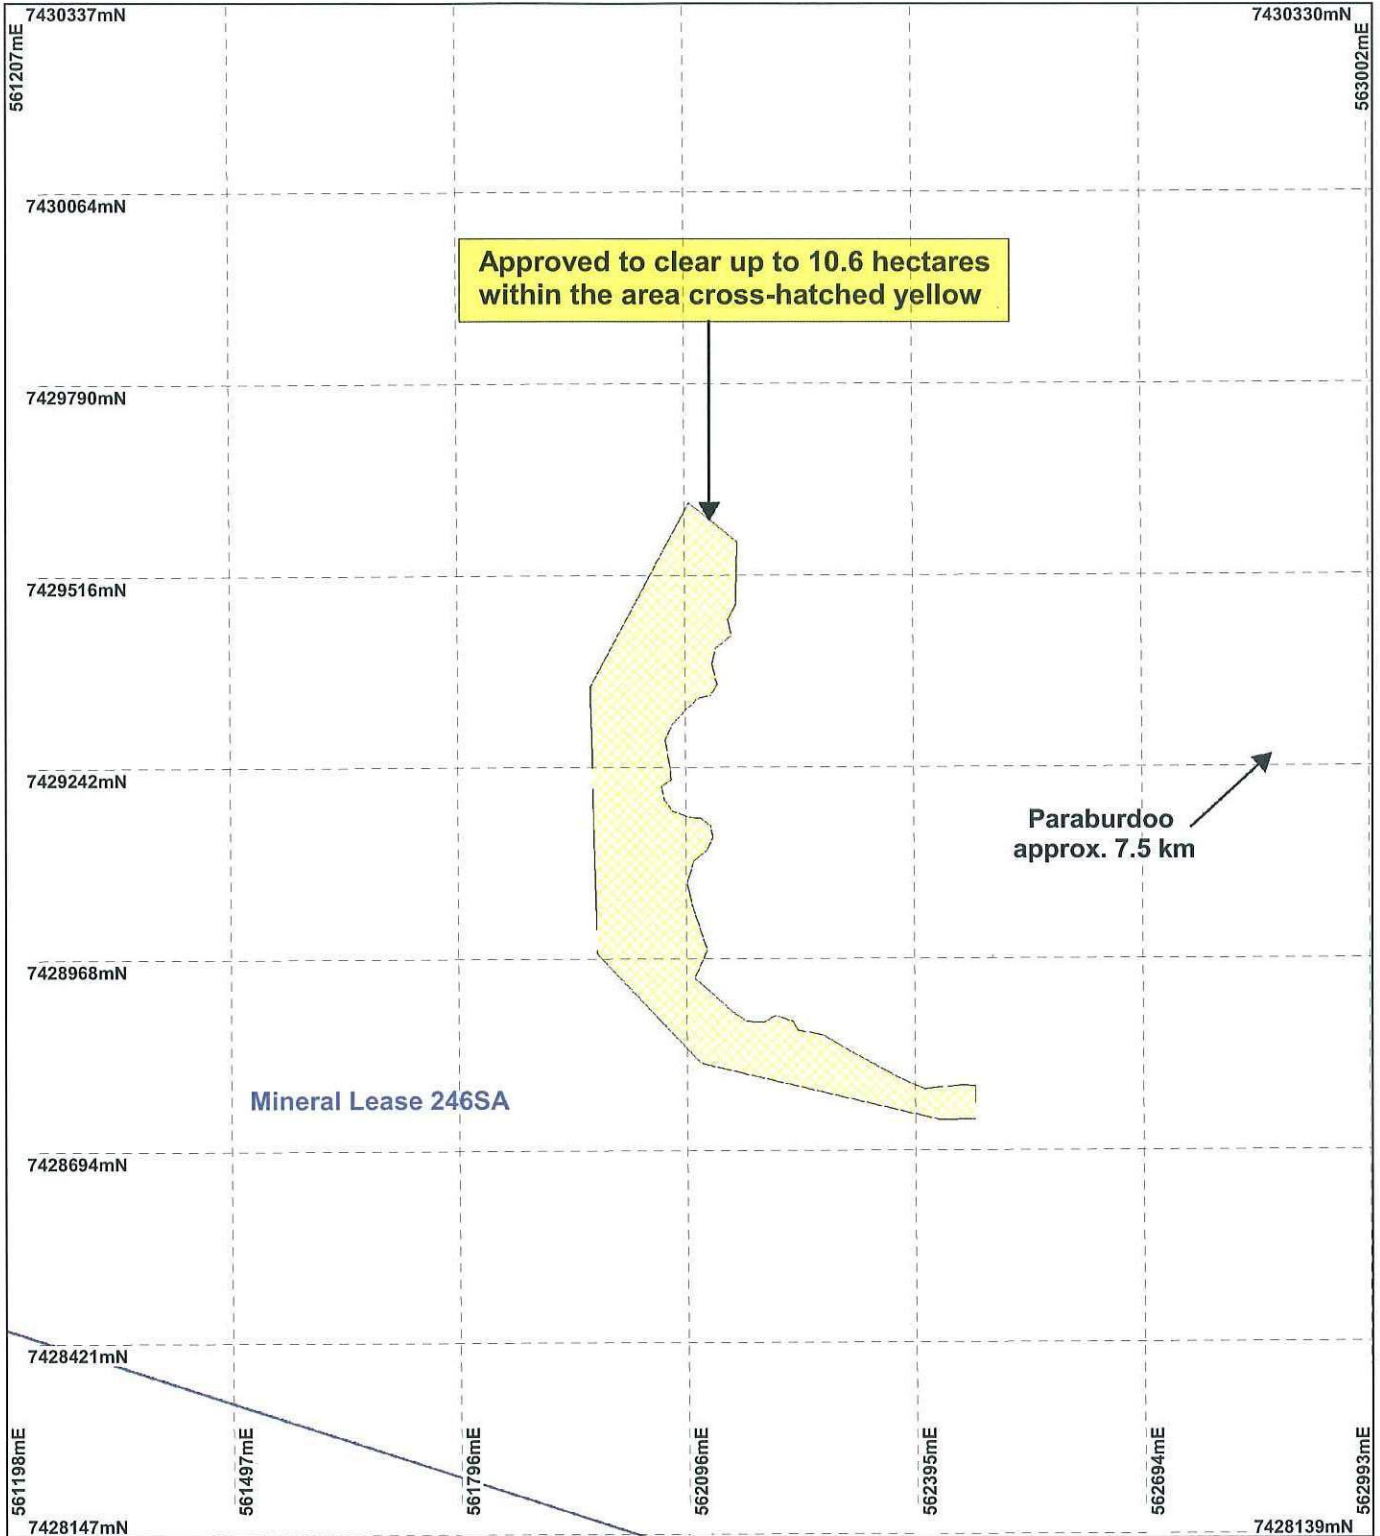 7430337mN
7430330mN
561207mE
563002mE
7430064mN
Approved to clear up to 10.6 hectares
within the area cross-hatched yellow
7429790mN
7429516mN
7429242mN
Paraburdoo
approx. 7.5 km
7428968mN
Mineral Lease 246SA
7428694mN
7428421mN
561198mE
561497mE
561796mE
562096mE
562395mE
562694mE
562993mE
7428147mN
7428139mN